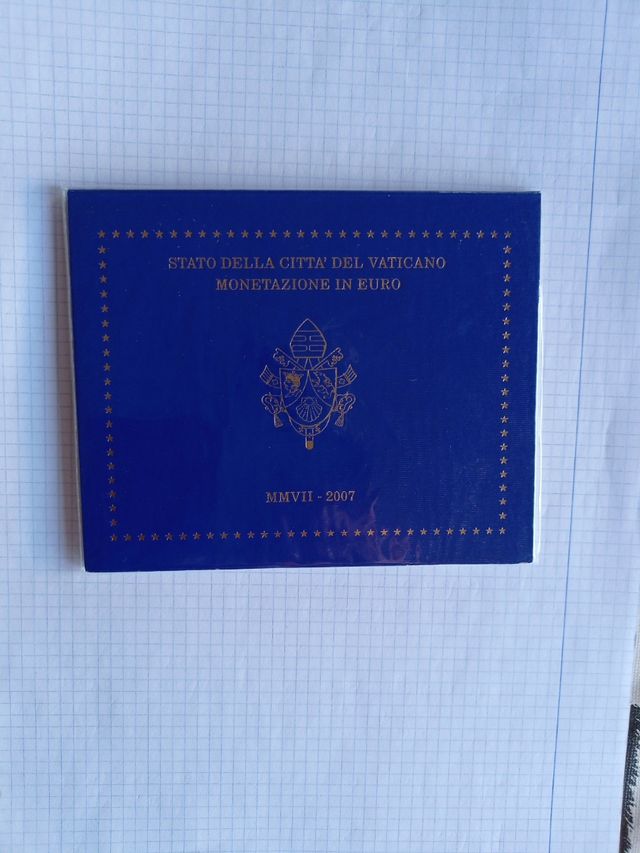 STATO DELLA CITTA' DEL VATICANO
MONETAZIONE IN EURO
MMVII - 2007